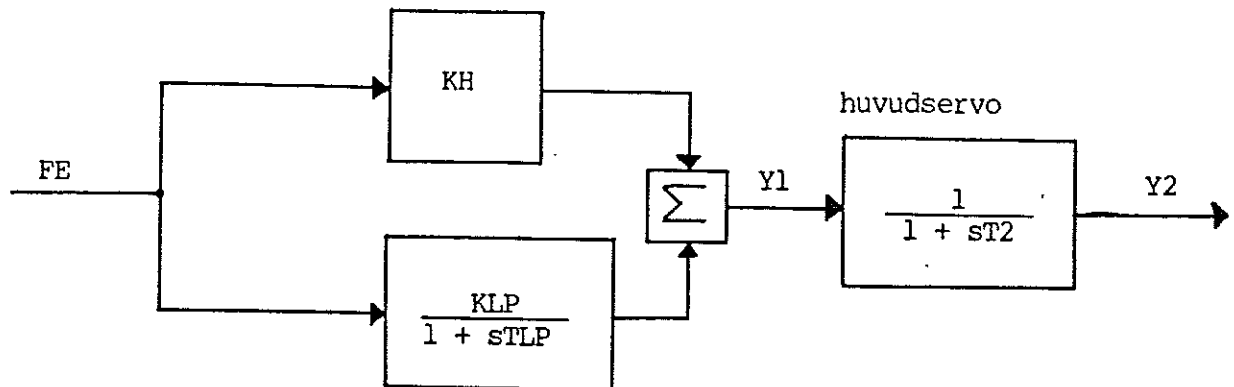 KH
huvudservo
FE
Σ
Y1
1
1 + sT2
Y2
KLP
1 + sTLP